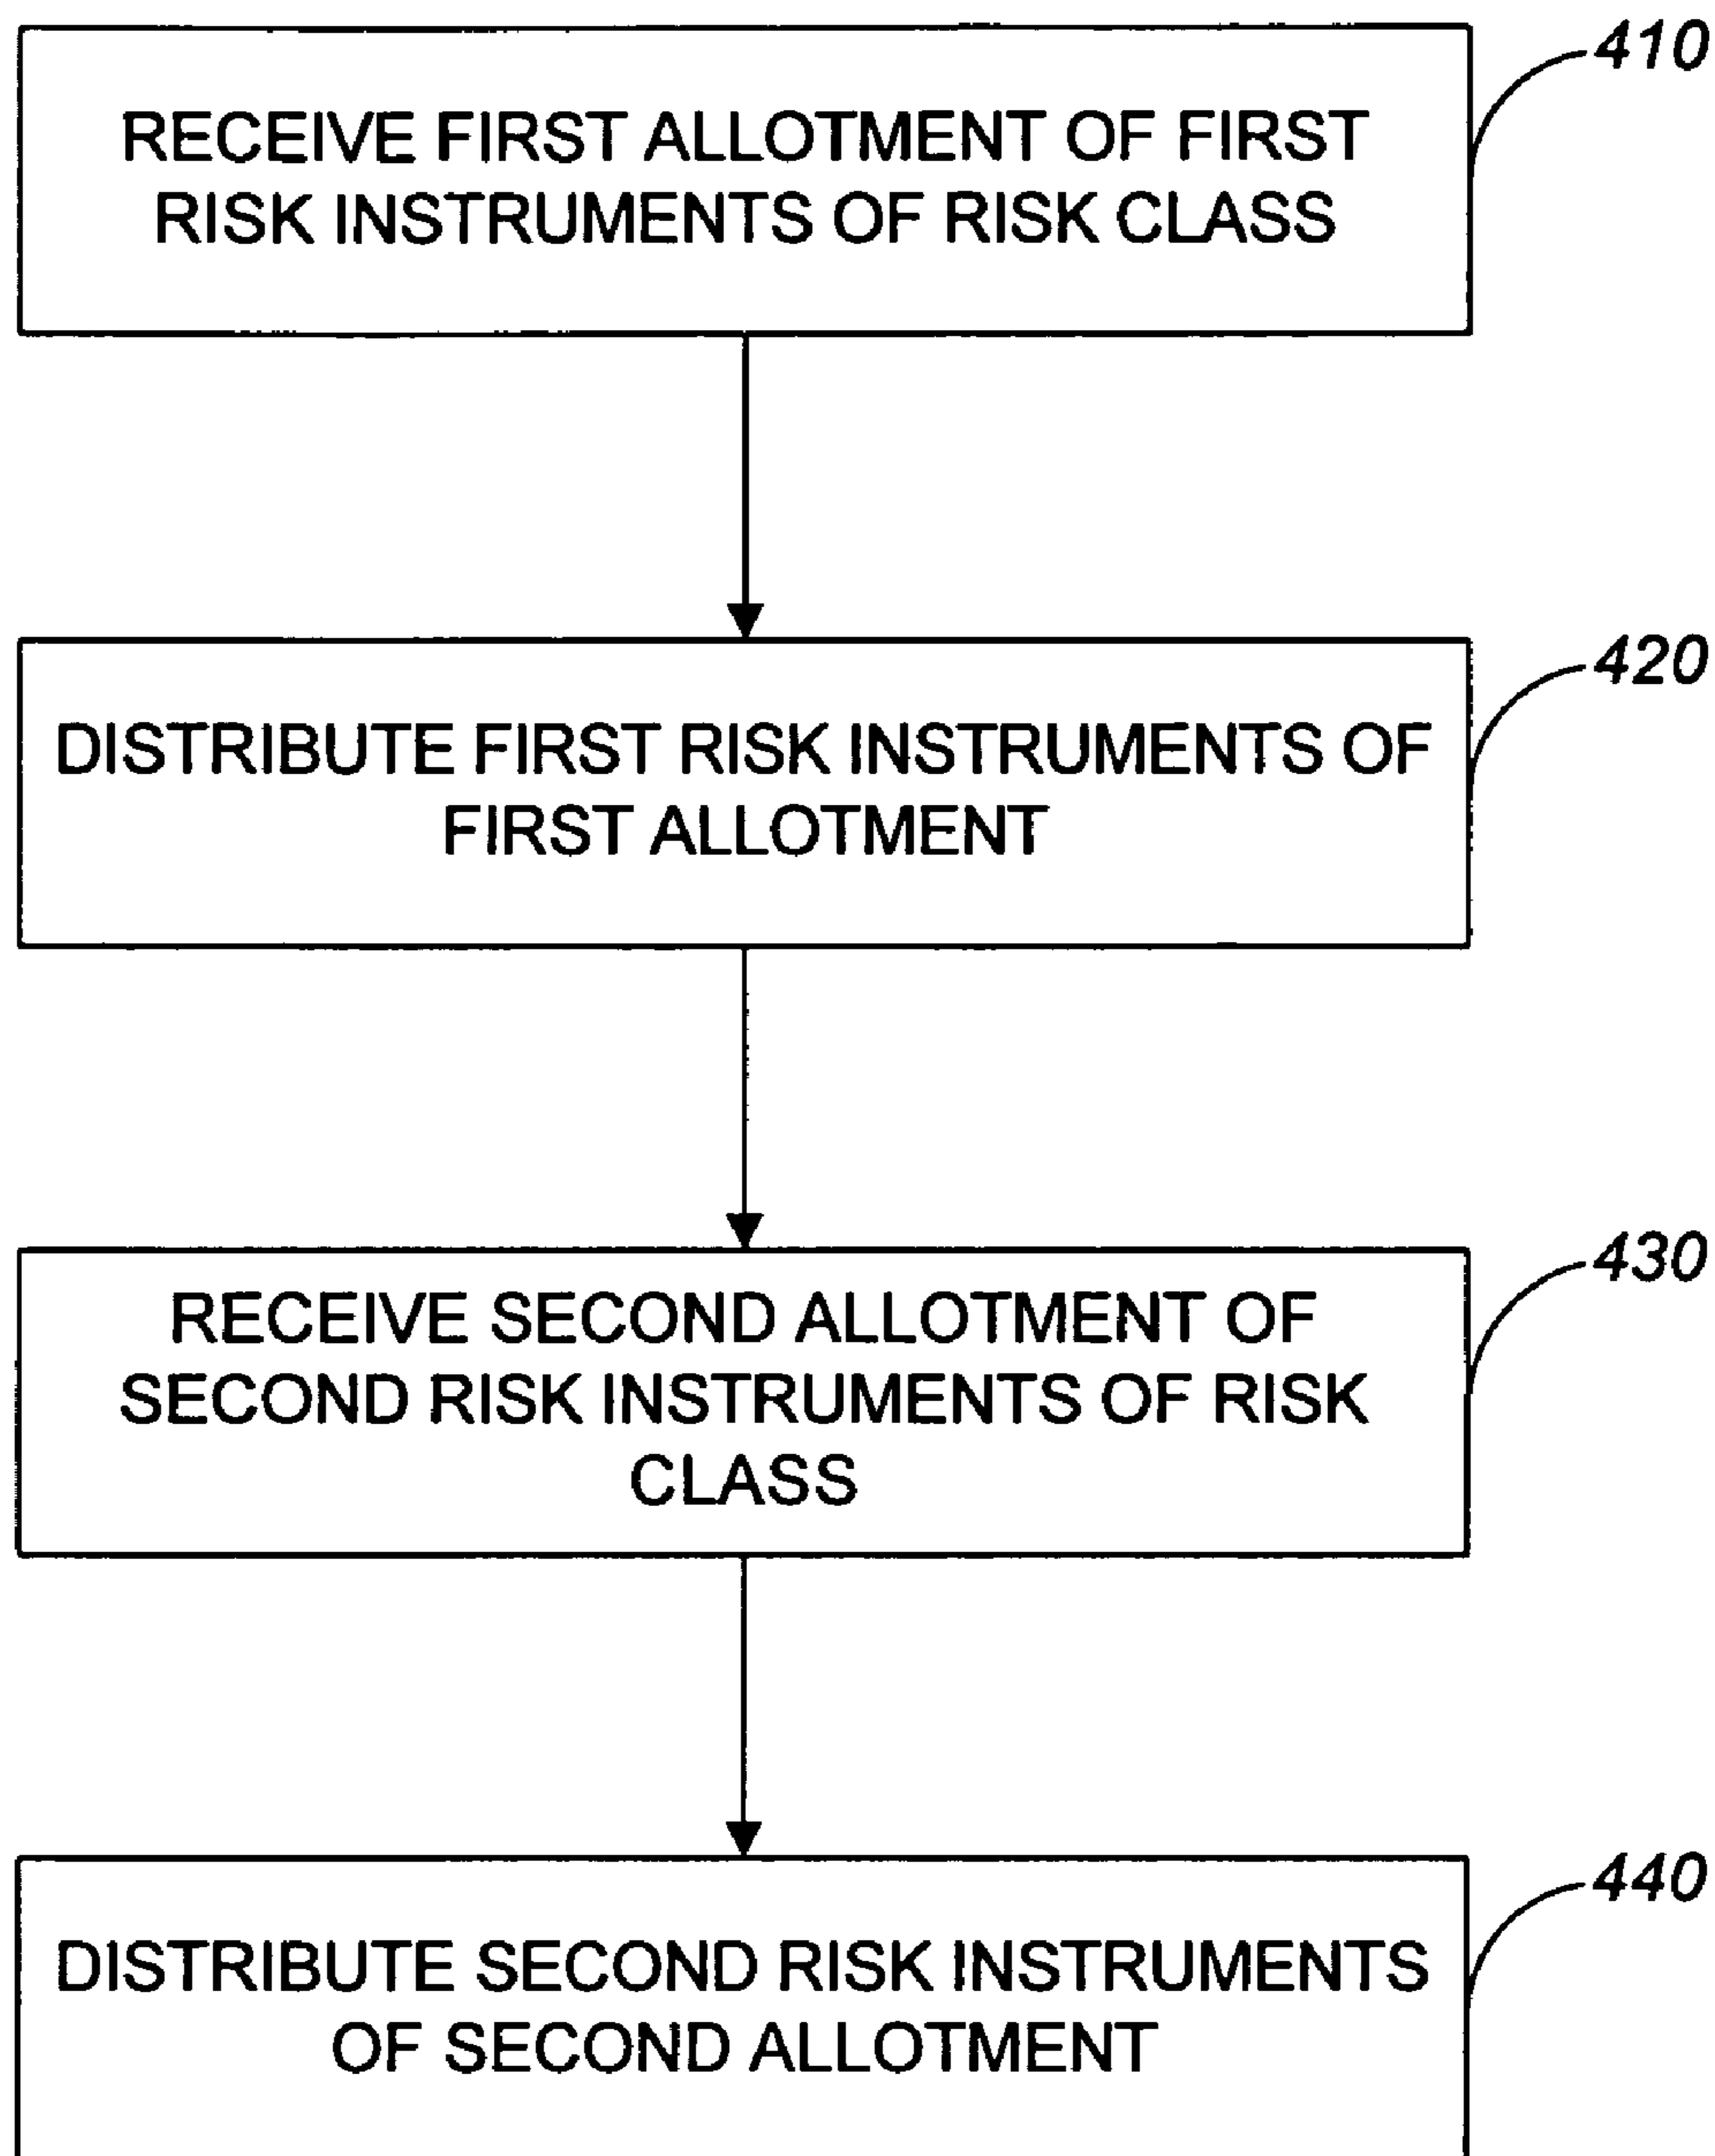 410
RECEIVE FIRST ALLOTMENT OF FIRST
RISK INSTRUMENTS OF RISK CLASS
420
DISTRIBUTE FIRST RISK INSTRUMENTS OF
FIRST ALLOTMENT
430
RECEIVE SECOND ALLOTMENT OF
SECOND RISK INSTRUMENTS OF RISK
CLASS
440
DISTRIBUTE SECOND RISK INSTRUMENTS
OF SECOND ALLOTMENT